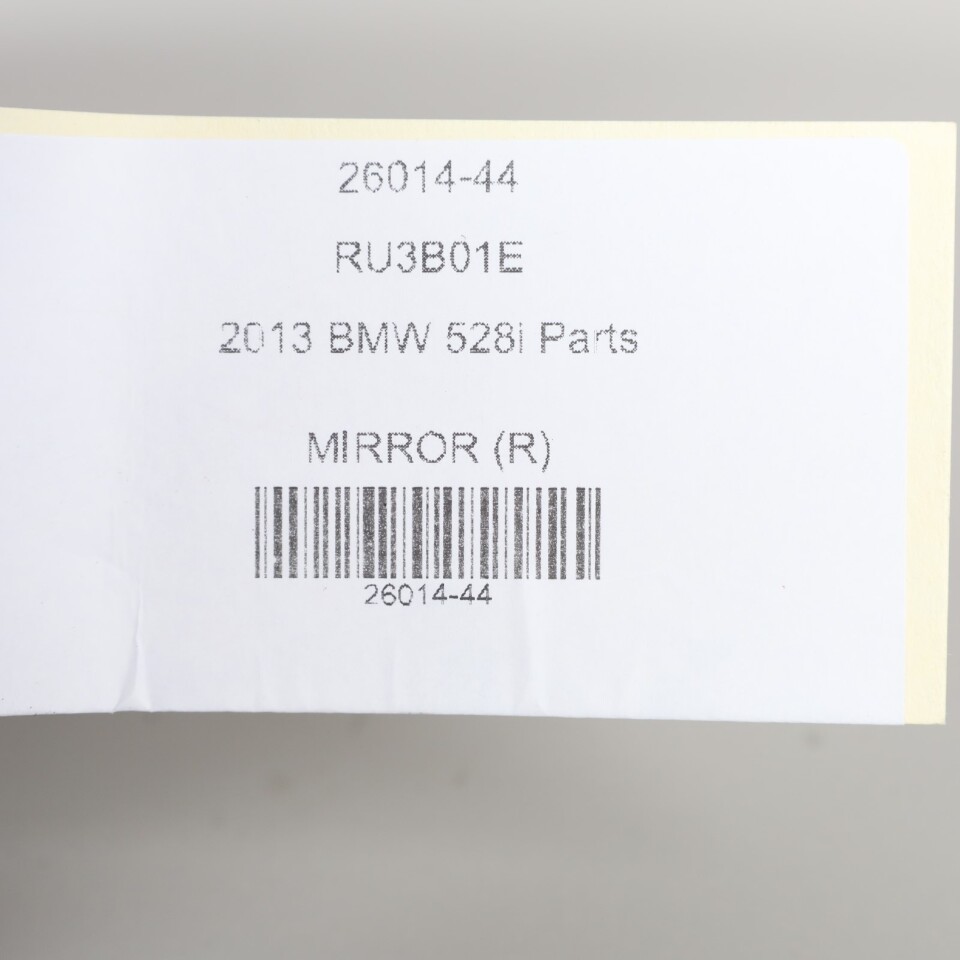 26014-44
RU3B01E
2013 BMW 528i Parts
MIRROR (R)
26014-44